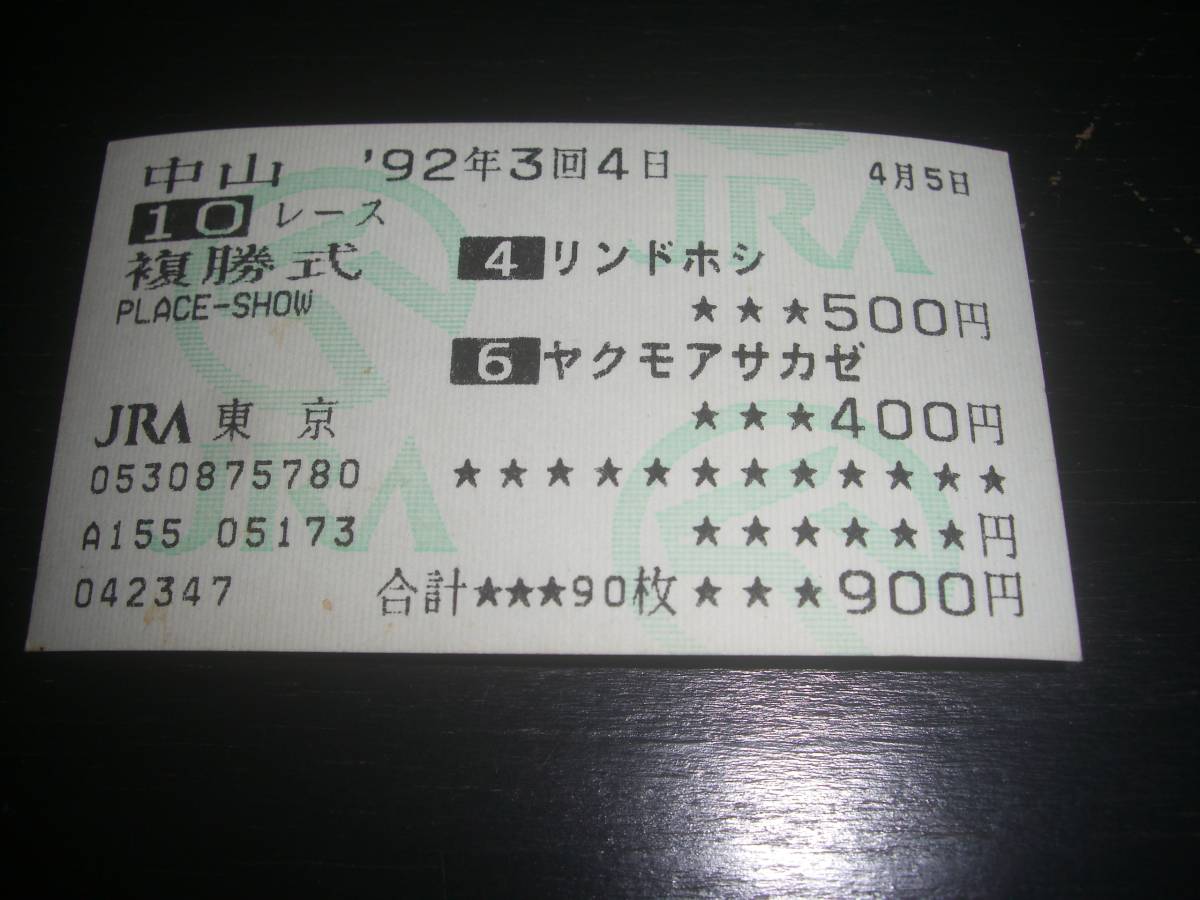 中山 '92年3回4日 4月5日
10 レース
複勝式 4 リンドホシ
PLACE-SHOW ★★★500円
6 ヤクモアサカゼ
JRA 東京 ★★★400円
0530875780 ★★★★★★★★★★★★
A155 05173 ★★★★★★円
042347 合計★★★90枚★★★900円
JRA
JRA